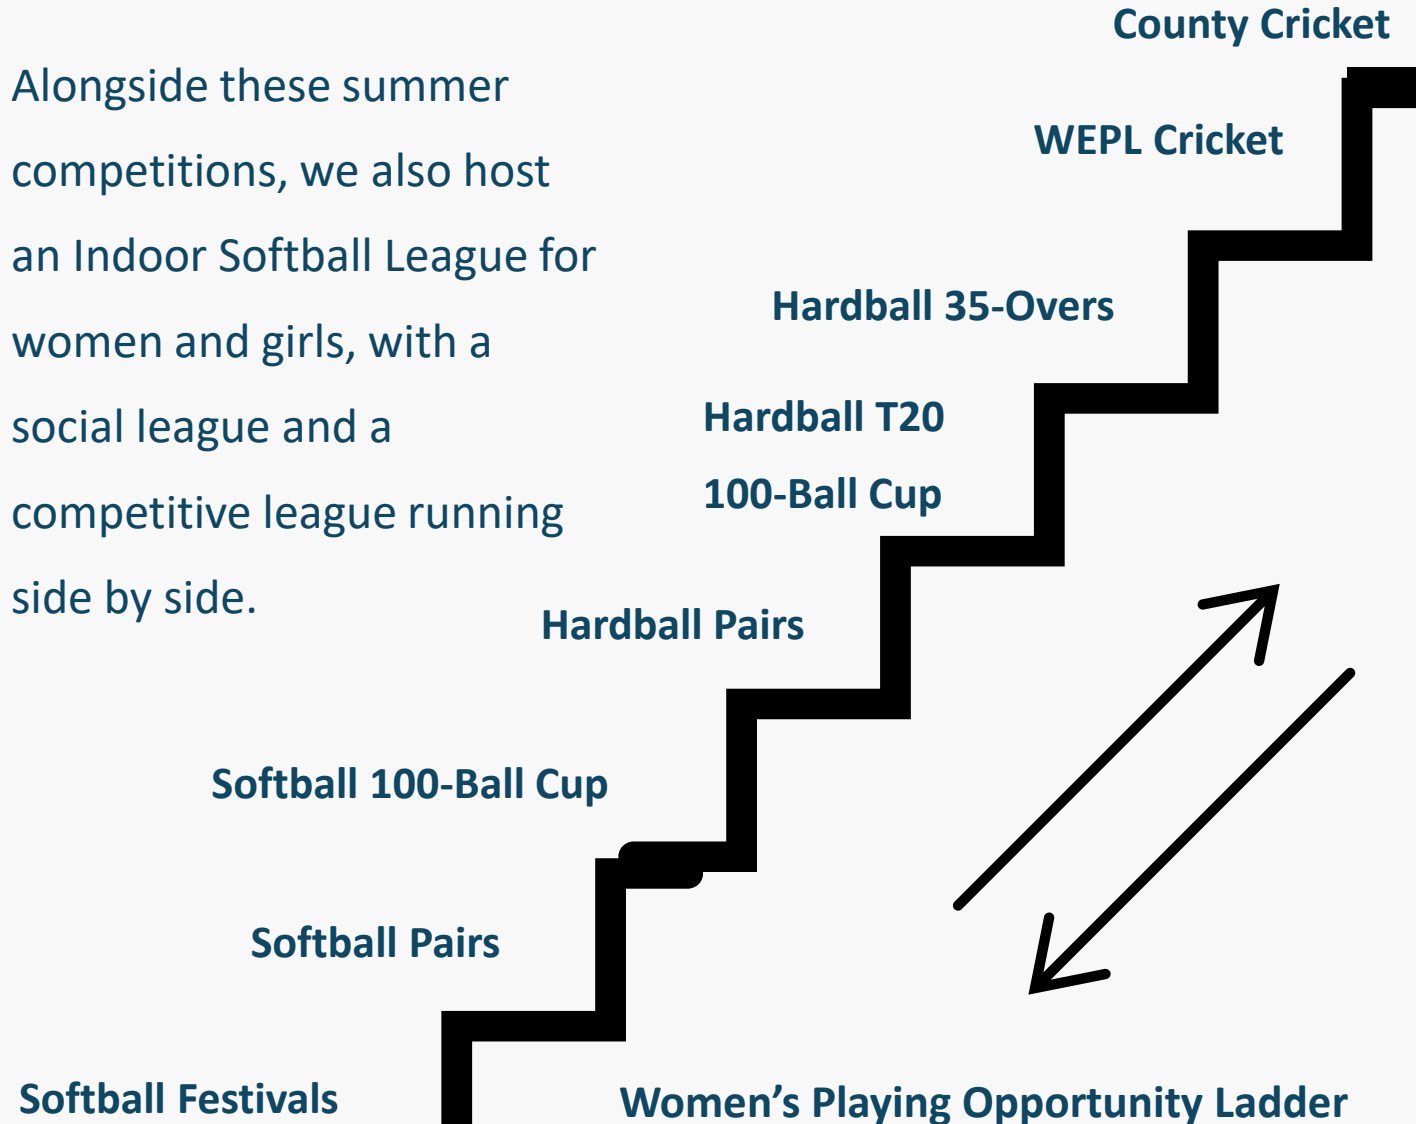 County Cricket
Alongside these summer
competitions, we also host
an Indoor Softball League for
women and girls, with a
social league and a
competitive league running
side by side.
WEPL Cricket
Hardball 35-Overs
Hardball T20
100-Ball Cup
Hardball Pairs
Softball 100-Ball Cup
Softball Pairs
Softball Festivals
Women’s Playing Opportunity Ladder